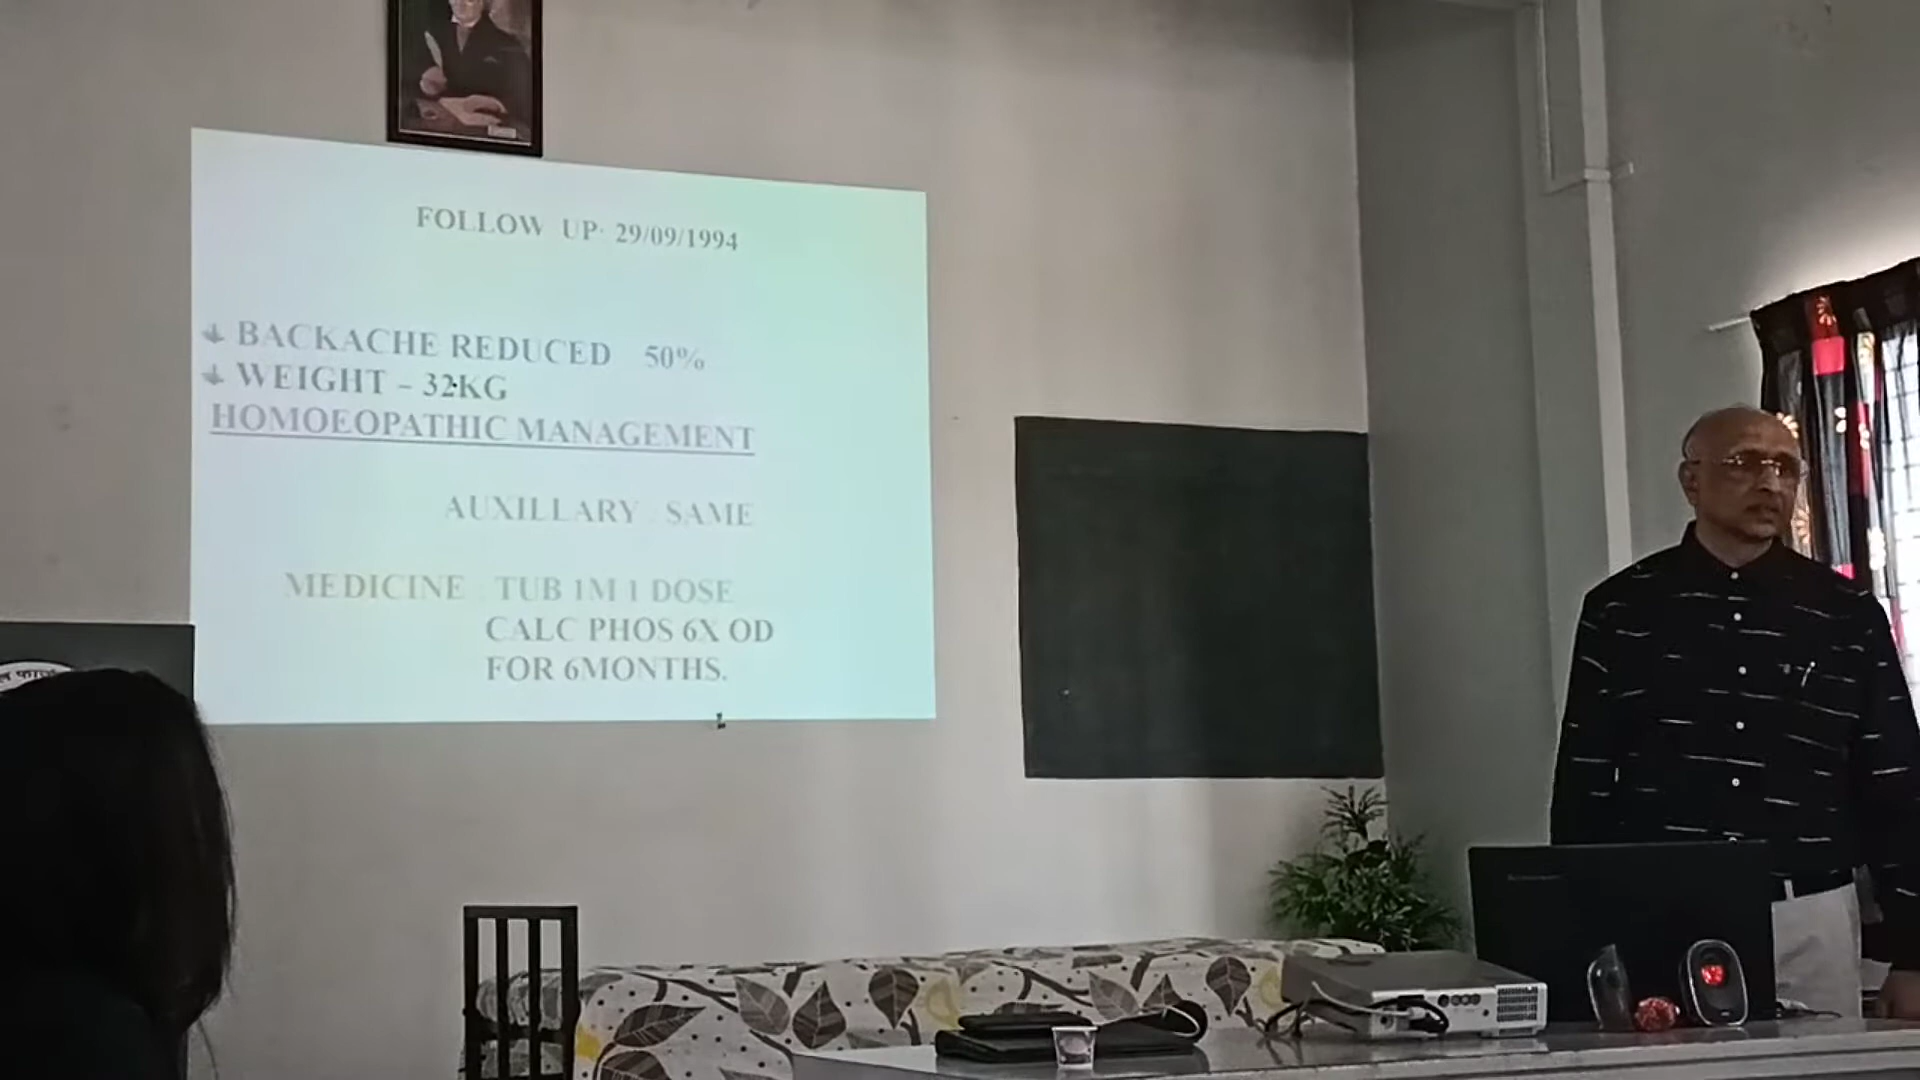 FOLLOW UP: 29/09/1994
BACKACHE REDUCED 50%
WEIGHT - 32KG
HOMOEOPATHIC MANAGEMENT
AUXILLARY : SAME
MEDICINE : TUB 1M 1 DOSE
CALC PHOS 6X OD
FOR 6MONTHS.